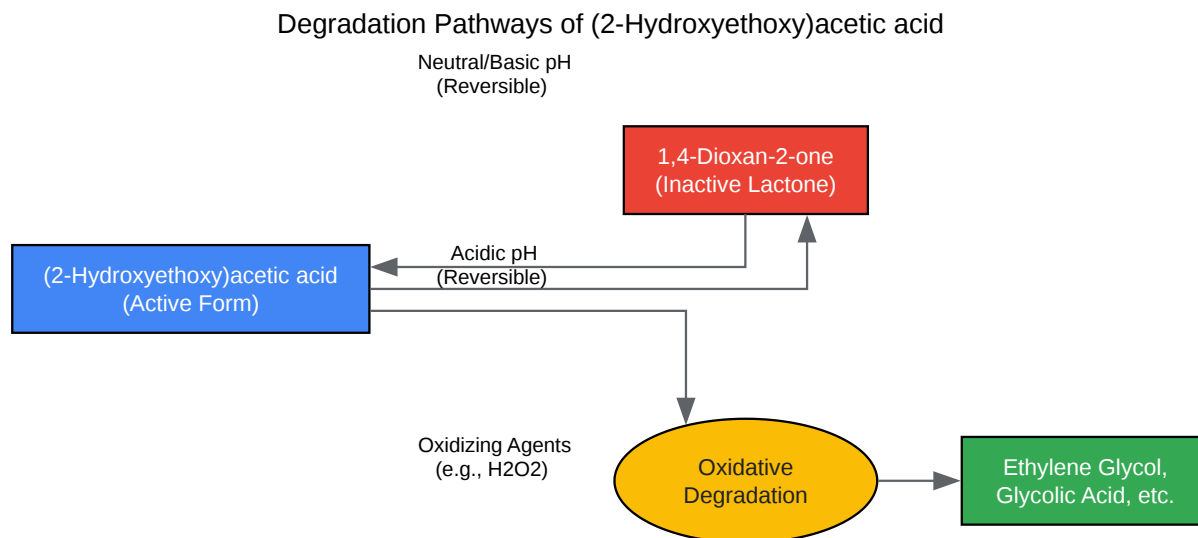 Degradation Pathways of (2-Hydroxyethoxy)acetic acid
Neutral/Basic pH
(Reversible)
1,4-Dioxan-2-one
(Inactive Lactone)
(2-Hydroxyethoxy)acetic acid
(Active Form)
Acidic pH
(Reversible)
Oxidizing Agents
(e.g., H2O2)
Oxidative
Degradation
Ethylene Glycol,
Glycolic Acid, etc.